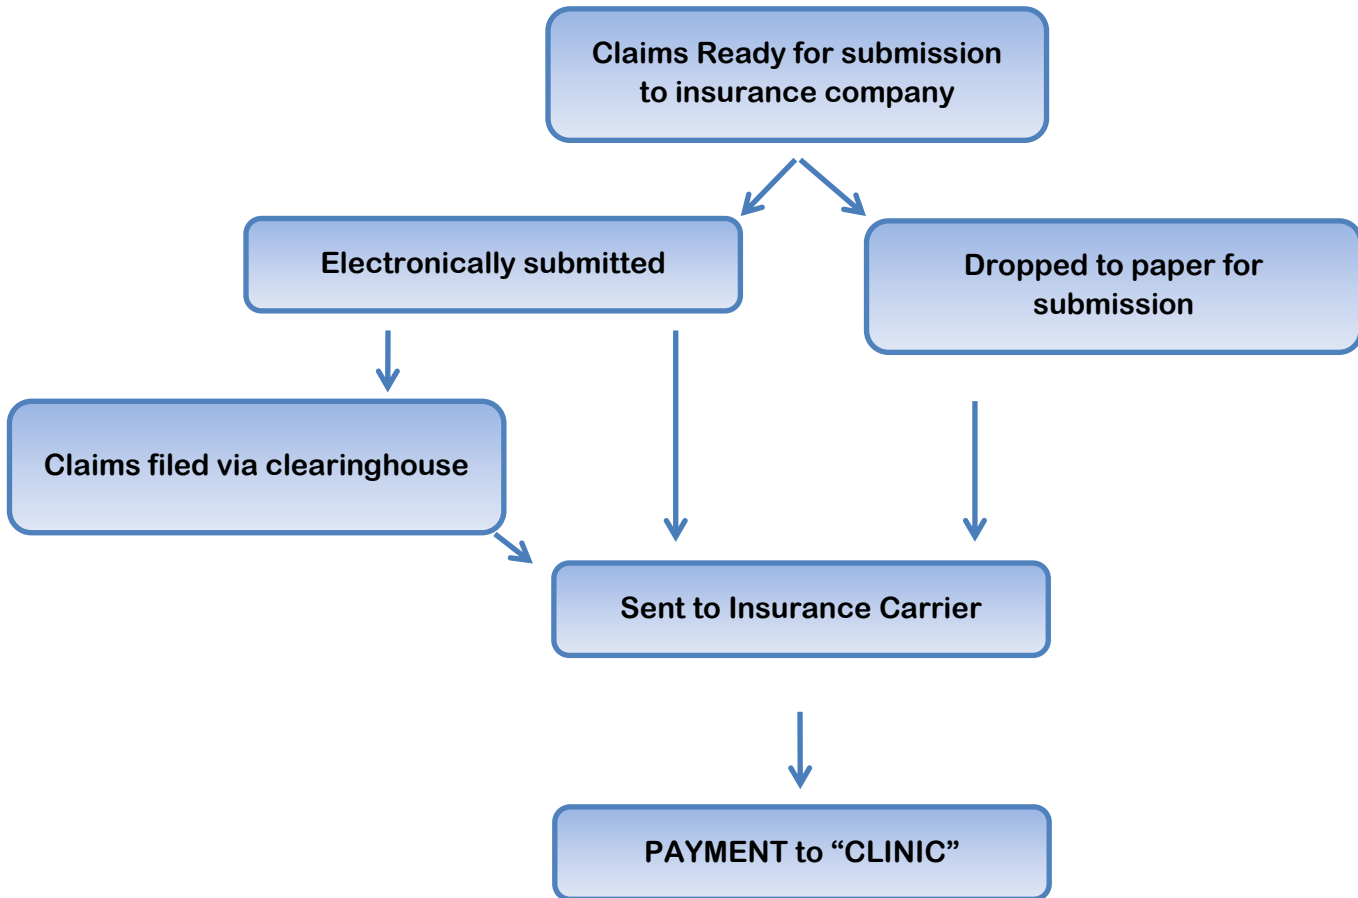 Claims Ready for submission
to insurance company
Electronically submitted
Dropped to paper for
submission
Claims filed via clearinghouse
Sent to Insurance Carrier
PAYMENT to “CLINIC”